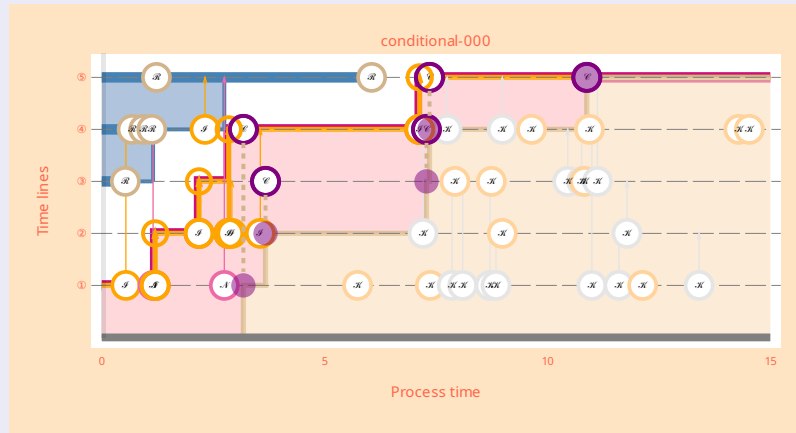 conditional-000
⑤ R R C C
④ R R R I C I C K K K K K K
③ R C K K K K K
② I I I K K K
① I N N K K K K K K K K K K
0 5 10 15
Process time
Time lines